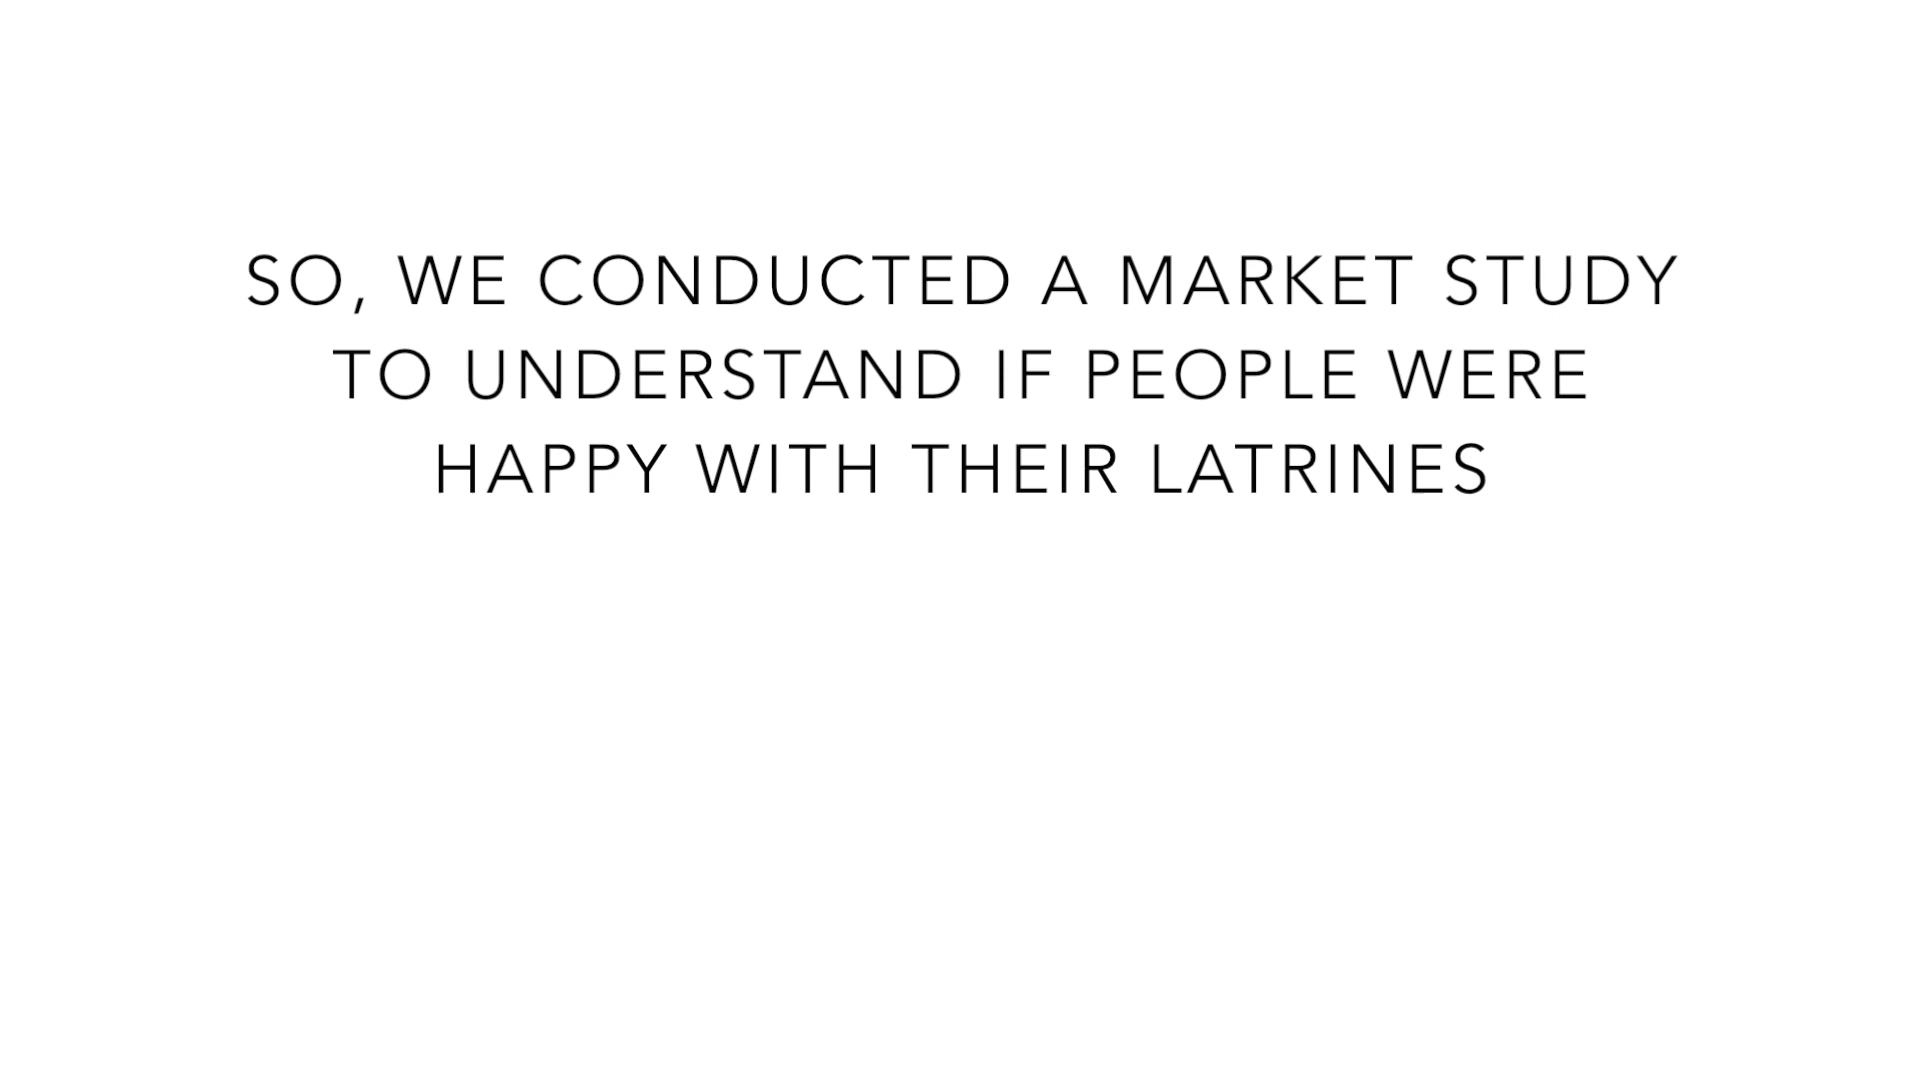 SO, WE CONDUCTED A MARKET STUDY
TO UNDERSTAND IF PEOPLE WERE
HAPPY WITH THEIR LATRINES